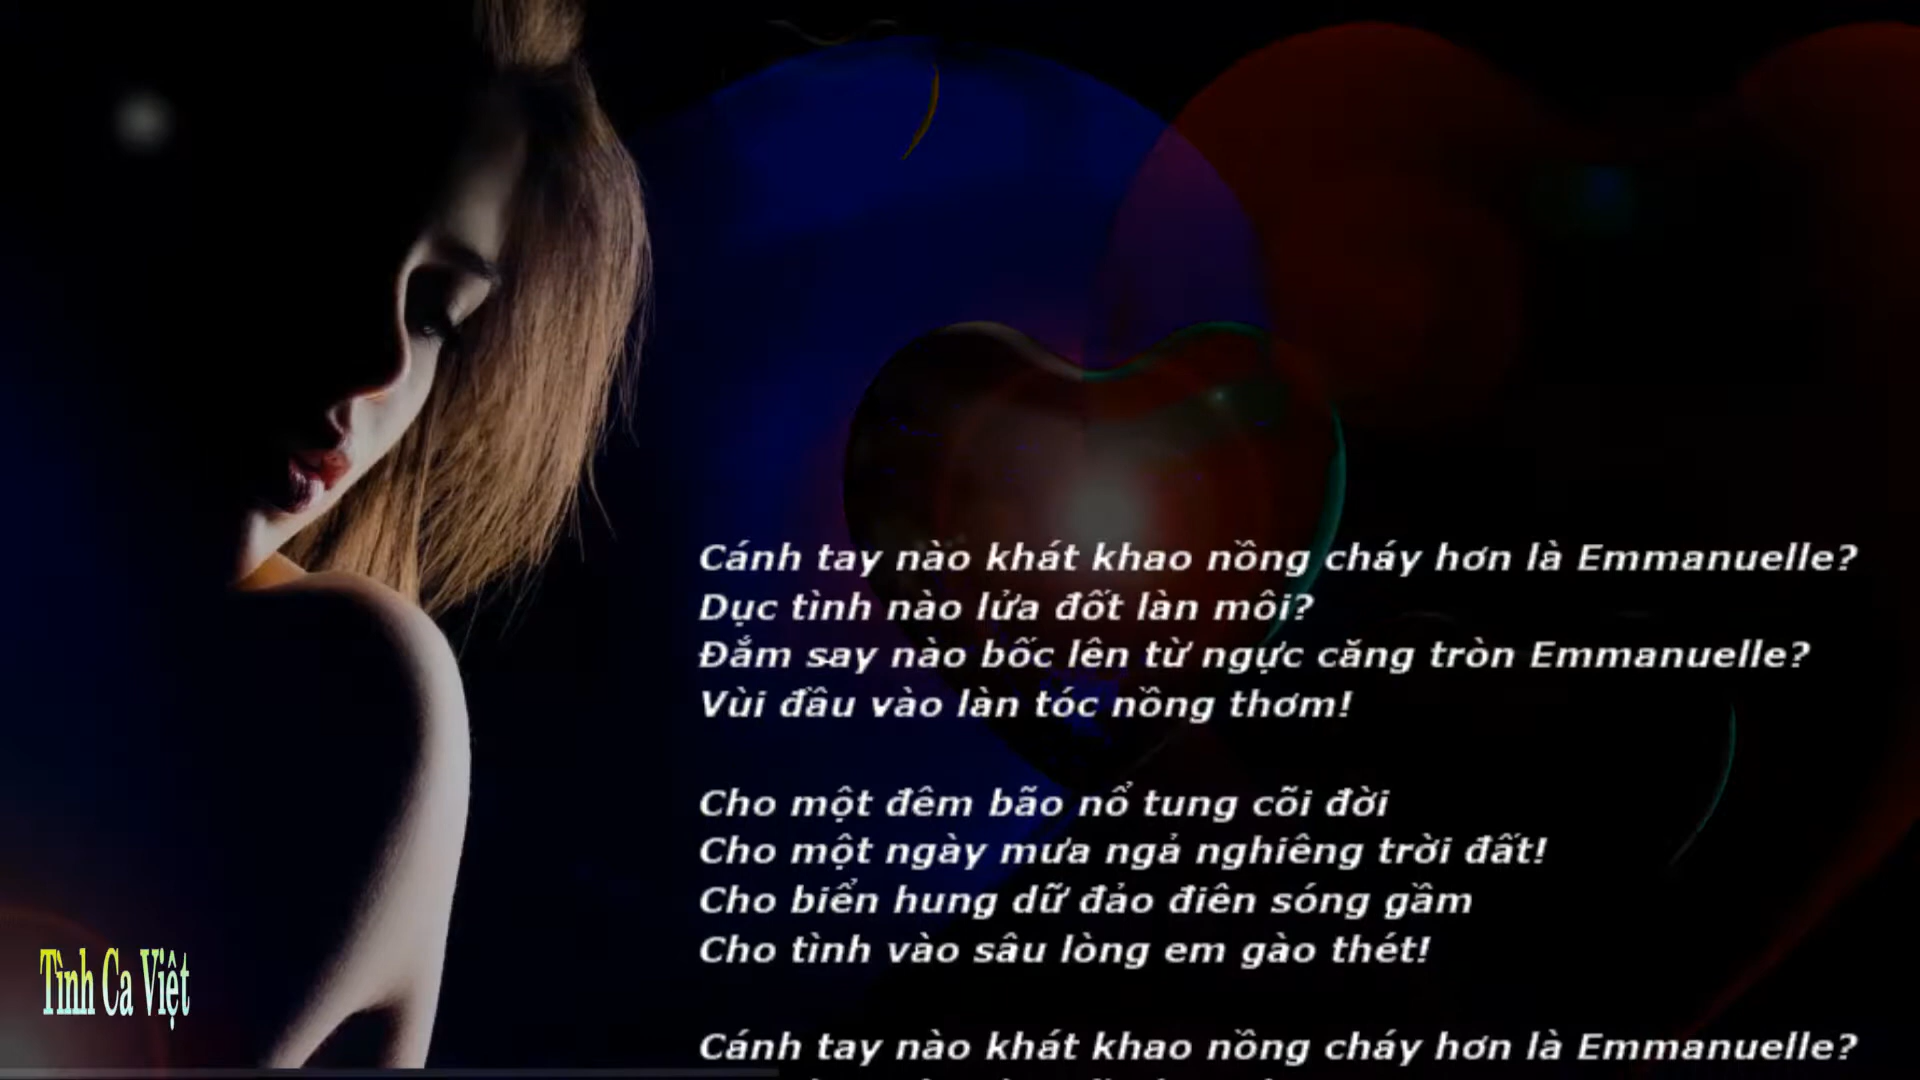 Cánh tay nào khát khao nồng cháy hơn là Emmanuelle?
Dục tình nào lửa đốt làn môi?
Đắm say nào bốc lên từ ngực căng tròn Emmanuelle?
Vùi đầu vào làn tóc nồng thơm!
Cho một đêm bão nổ tung cõi đời
Cho một ngày mưa ngả nghiêng trời đất!
Cho biển hung dữ đảo điên sóng gầm
Cho tình vào sâu lòng em gào thét!
Cánh tay nào khát khao nồng cháy hơn là Emmanuelle?
Tình Ca Việt